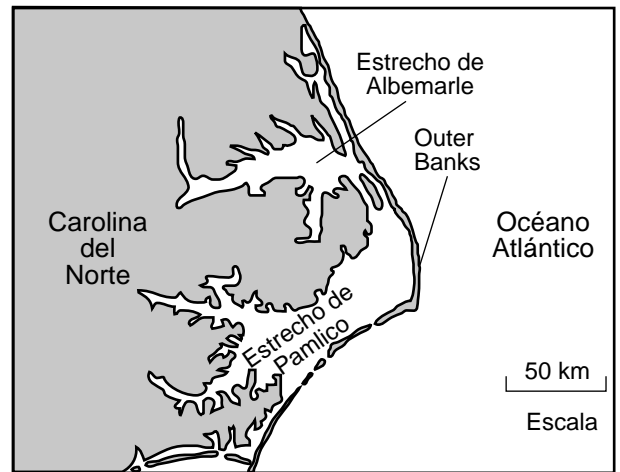 Estrecho de
Albemarle
Outer
Banks
Carolina
del
Norte
Océano
Atlántico
Estrecho de
Pamlico
50 km
Escala